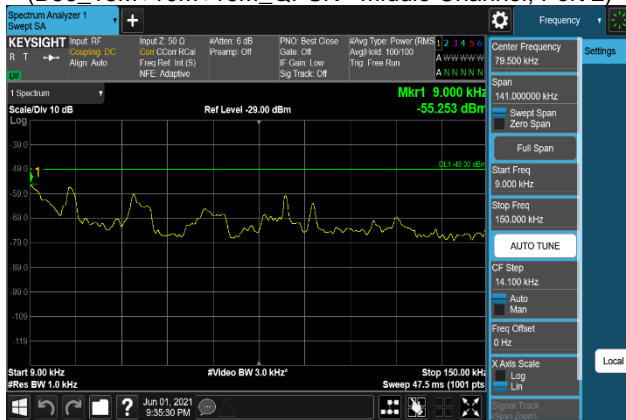 Spectrum Analyzer 1
Swept SA
Frequency
KEYSIGHT
R T
LXI
Input: RF
Coupling: DC
Align: Auto
Input Z: 50 Ω
Corr CCorr RCal
Freq Ref: Int (S)
NFE: Adaptive
#Atten: 6 dB
Preamp: Off
PNO: Best Close
Gate: Off
IF Gain: Low
Sig Track: Off
#Avg Type: Power (RMS
Avg|Hold: 100/100
Trig: Free Run
1 2 3 4 5 6
A W W W W W
A N N N N N
1 Spectrum
Mkr1 9.000 kHz
Scale/Div 10 dB
Ref Level -29.00 dBm
-55.253 dBm
Log
-39.0
-49.0
-59.0
-69.0
-79.0
-89.0
-99.0
-109
-119
1
DL1 -49.00 dBm
Start 9.00 kHz
#Video BW 3.0 kHz*
Stop 150.00 kHz
#Res BW 1.0 kHz
Sweep 47.5 ms (1001 pts
Jun 01, 2021
9:35:30 PM
?
Center Frequency
79.500 kHz
Settings
Span
141.000000 kHz
Swept Span
Zero Span
Full Span
Start Freq
9.000 kHz
Stop Freq
150.000 kHz
AUTO TUNE
CF Step
14.100 kHz
Auto
Man
Freq Offset
0 Hz
X Axis Scale
Log
Lin
Local
Signal Track
(Span Zoom)